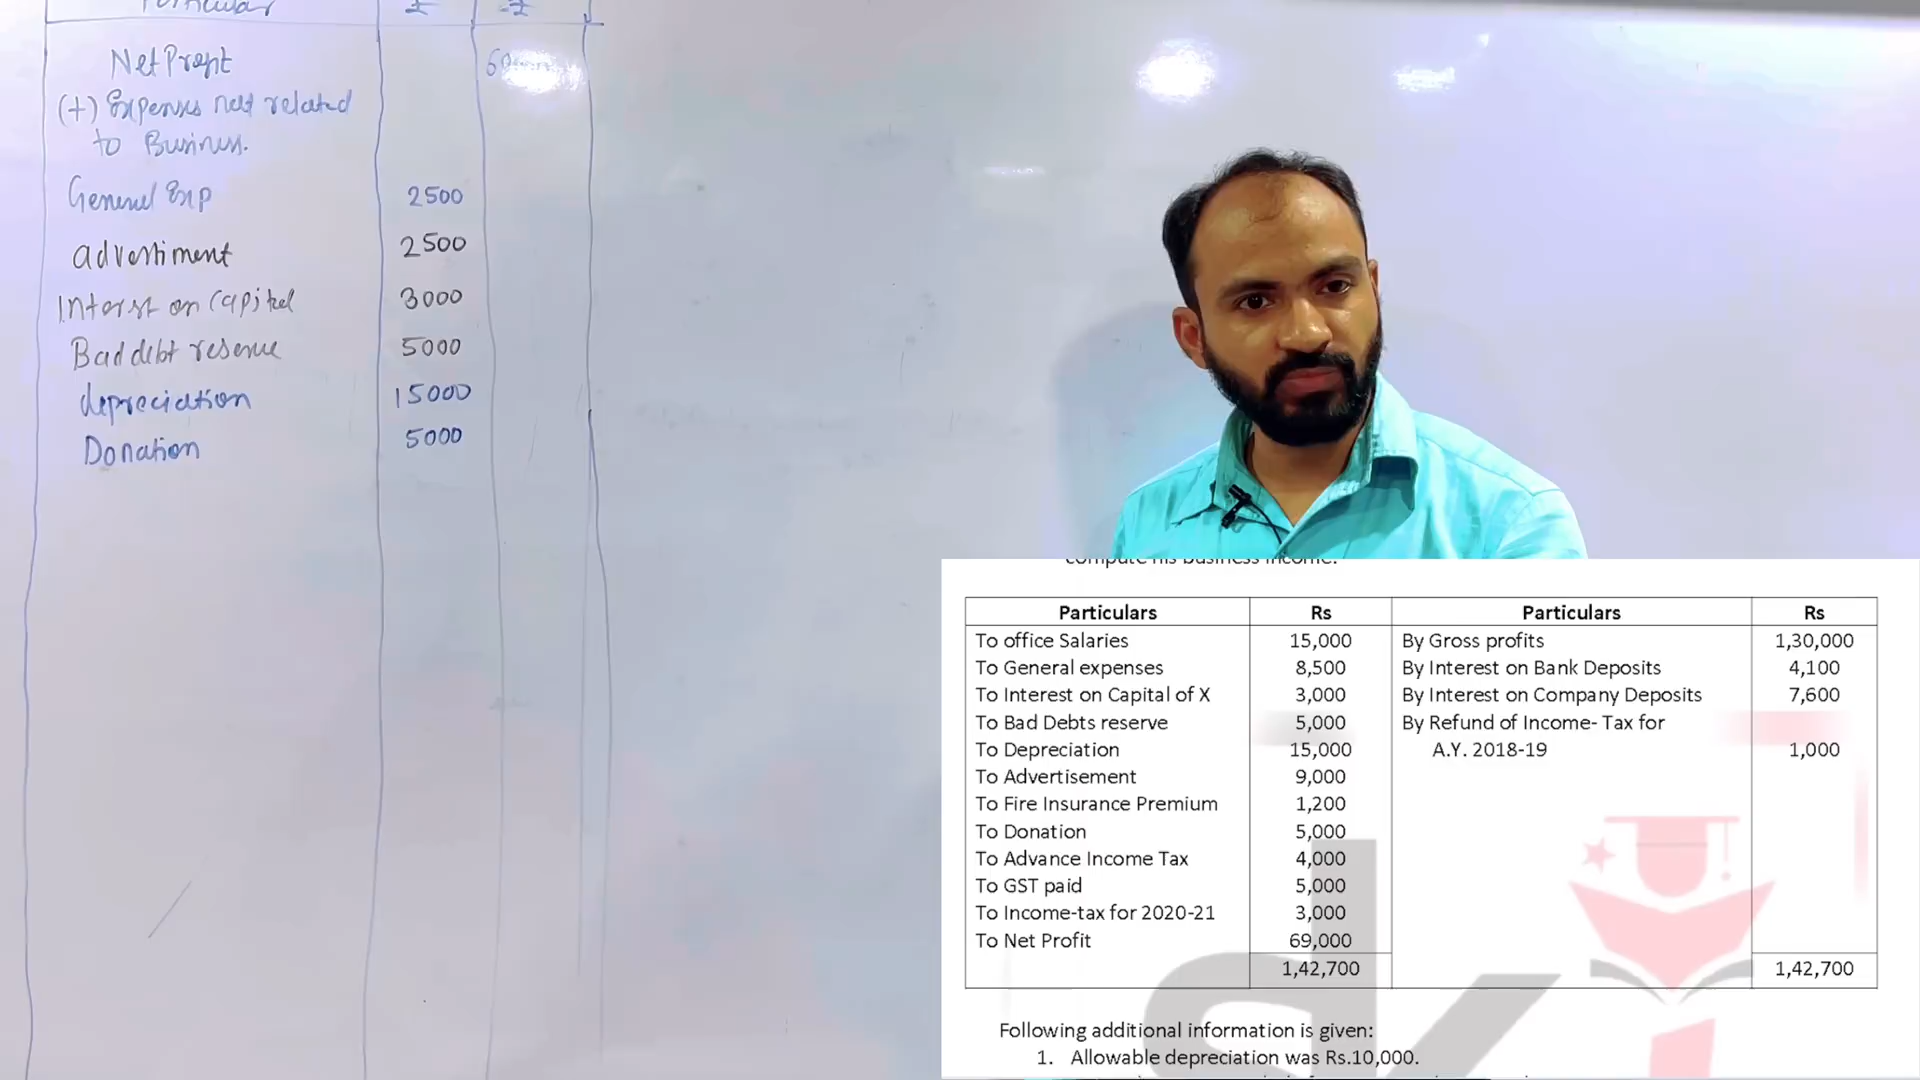 Particular ₹ ₹
Net Profit
(+) Expenses not related
to Business.
General Exp 2500
advertiment 2500
Interst on Capital 3000
Bad debt reserve 5000
depreciation 15000
Donation 5000
compute his business income.
Particulars Rs Particulars Rs
To office Salaries 15,000 By Gross profits 1,30,000
To General expenses 8,500 By Interest on Bank Deposits 4,100
To Interest on Capital of X 3,000 By Interest on Company Deposits 7,600
To Bad Debts reserve 5,000 By Refund of Income- Tax for
To Depreciation 15,000 A.Y. 2018-19 1,000
To Advertisement 9,000
To Fire Insurance Premium 1,200
To Donation 5,000
To Advance Income Tax 4,000
To GST paid 5,000
To Income-tax for 2020-21 3,000
To Net Profit 69,000
1,42,700 1,42,700
Following additional information is given:
1. Allowable depreciation was Rs.10,000.